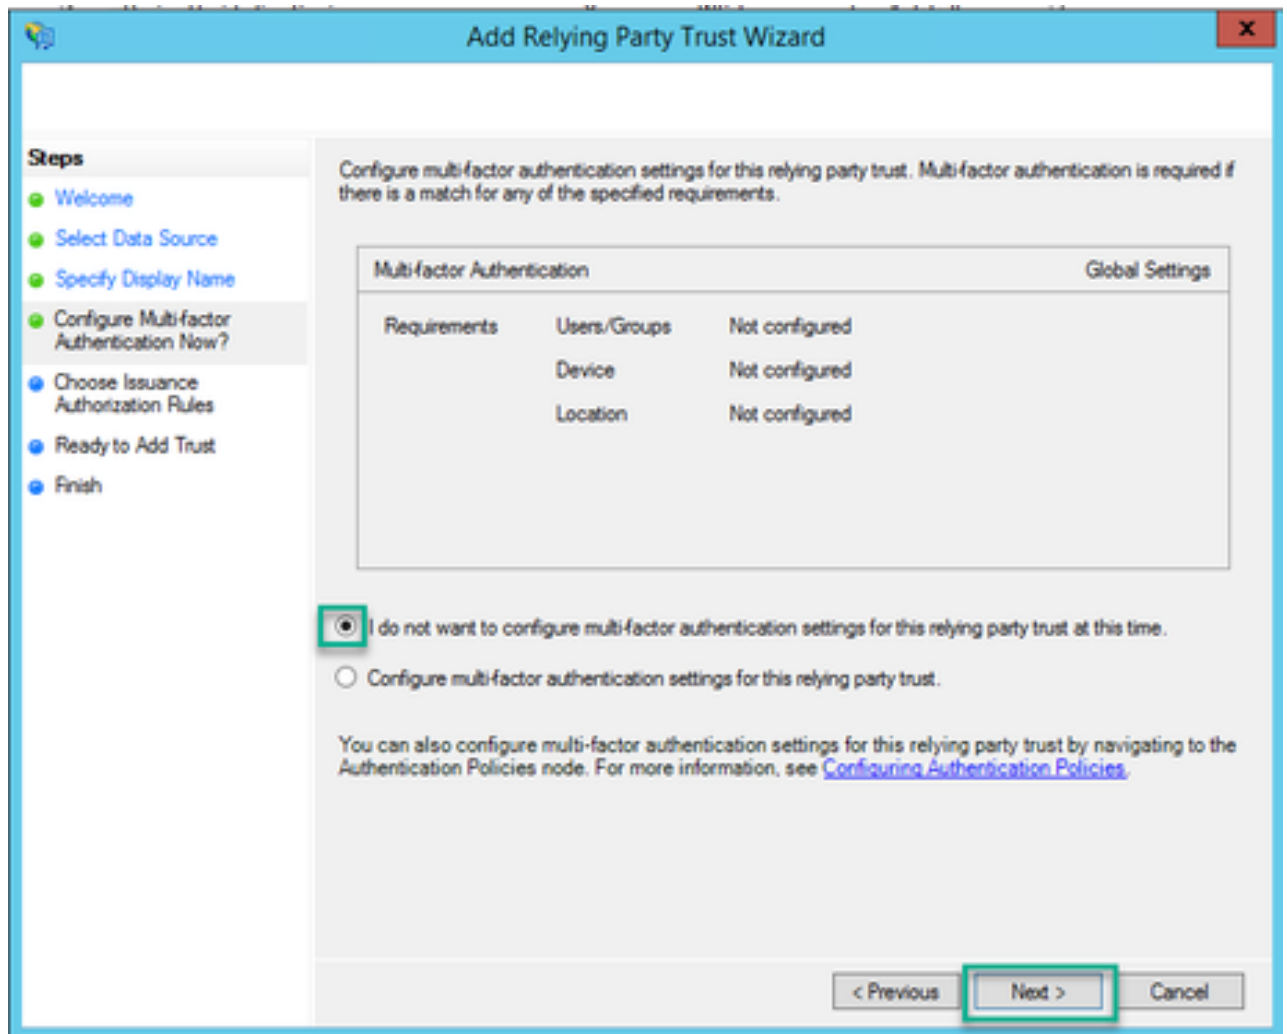 Add Relying Party Trust Wizard
X
Steps
Welcome
Select Data Source
Specify Display Name
Configure Multi-factor
Authentication Now?
Choose Issuance
Authorization Rules
Ready to Add Trust
Finish
Configure multi-factor authentication settings for this relying party trust. Multi-factor authentication is required if
there is a match for any of the specified requirements.
Multi-factor Authentication Global Settings
Requirements Users/Groups Not configured
Device Not configured
Location Not configured
I do not want to configure multi-factor authentication settings for this relying party trust at this time.
Configure multi-factor authentication settings for this relying party trust.
You can also configure multi-factor authentication settings for this relying party trust by navigating to the
Authentication Policies node. For more information, see Configuring Authentication Policies.
< Previous Next > Cancel